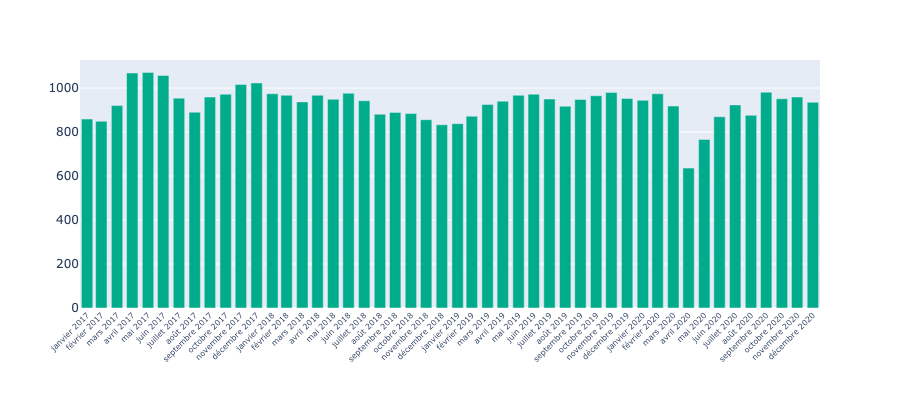 1000
800
600
400
200
0
janvier 2017
février 2017
mars 2017
avril 2017
mai 2017
juin 2017
juillet 2017
août 2017
septembre 2017
octobre 2017
novembre 2017
décembre 2017
janvier 2018
février 2018
mars 2018
avril 2018
mai 2018
juin 2018
juillet 2018
août 2018
septembre 2018
octobre 2018
novembre 2018
décembre 2018
janvier 2019
février 2019
mars 2019
avril 2019
mai 2019
juin 2019
juillet 2019
août 2019
septembre 2019
octobre 2019
novembre 2019
décembre 2019
janvier 2020
février 2020
mars 2020
avril 2020
mai 2020
juin 2020
juillet 2020
août 2020
septembre 2020
octobre 2020
novembre 2020
décembre 2020